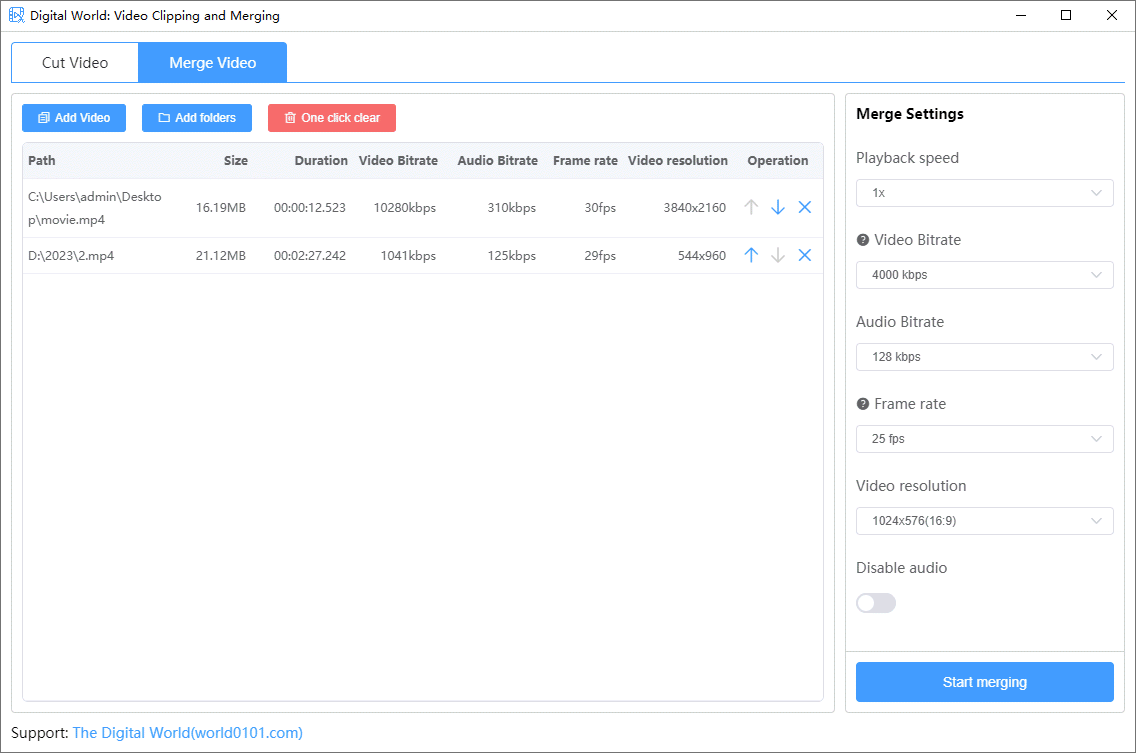 Digital World: Video Clipping and Merging
Cut Video Merge Video
Add Video Add folders One click clear
Path Size Duration Video Bitrate Audio Bitrate Frame rate Video resolution Operation
C:\Users\admin\Deskto
p\movie.mp4 16.19MB 00:00:12.523 10280kbps 310kbps 30fps 3840x2160
D:\2023\2.mp4 21.12MB 00:02:27.242 1041kbps 125kbps 29fps 544x960
Merge Settings
Playback speed
1x
Video Bitrate
4000 kbps
Audio Bitrate
128 kbps
Frame rate
25 fps
Video resolution
1024x576(16:9)
Disable audio
Start merging
Support: The Digital World(world0101.com)